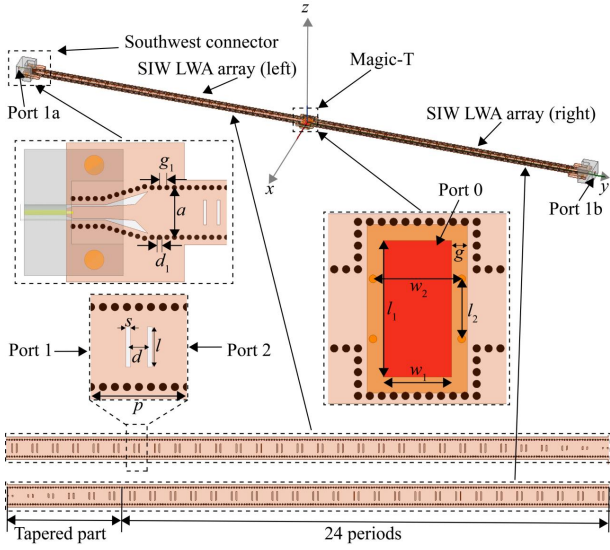 z
Southwest connector
SIW LWA array (left)
Magic-T
SIW LWA array (right)
Port 1a
x
y
Port 1b
g1
a
d1
Port 0
g
w2
l1
l2
w1
s
Port 1
d
l
Port 2
p
Tapered part
24 periods